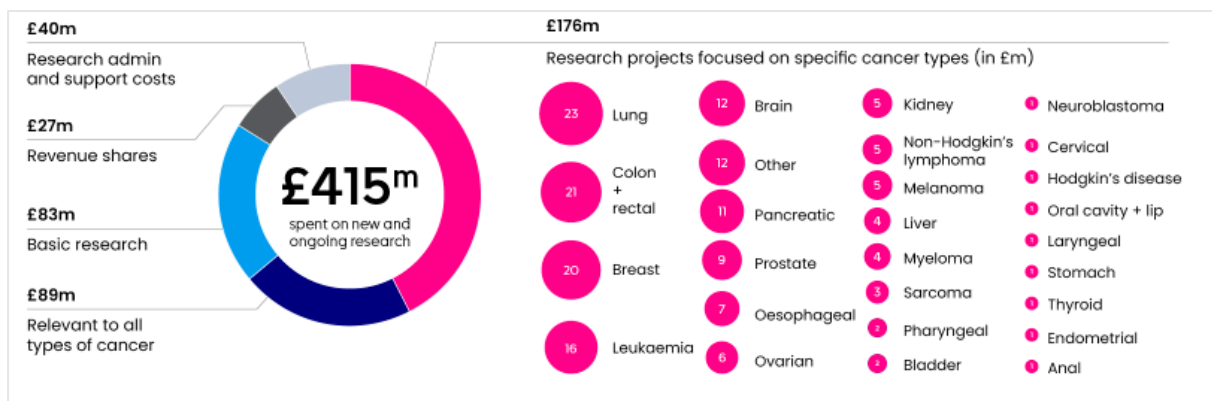 £40m
Research admin
and support costs
£27m
Revenue shares
£83m
Basic research
£89m
Relevant to all
types of cancer
£415m
spent on new and
ongoing research
£176m
Research projects focused on specific cancer types (in £m)
23 Lung
21 Colon
+
rectal
20 Breast
16 Leukaemia
12 Brain
12 Other
11 Pancreatic
9 Prostate
7 Oesophageal
6 Ovarian
5 Kidney
5 Non-Hodgkin's
lymphoma
5 Melanoma
4 Liver
4 Myeloma
3 Sarcoma
2 Pharyngeal
2 Bladder
1 Neuroblastoma
1 Cervical
1 Hodgkin's disease
1 Oral cavity + lip
1 Laryngeal
1 Stomach
1 Thyroid
1 Endometrial
1 Anal